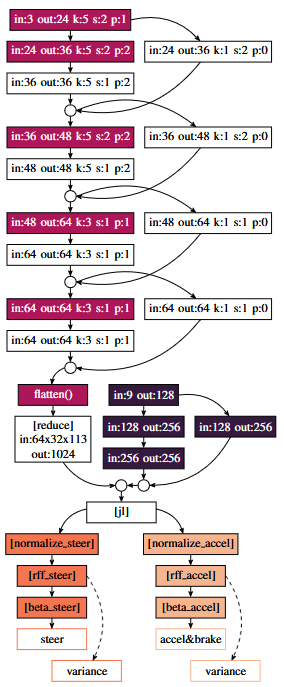 in:3 out:24 k:5 s:2 p:1
in:24 out:36 k:5 s:2 p:2
in:24 out:36 k:1 s:2 p:0
in:36 out:36 k:5 s:1 p:2
in:36 out:48 k:5 s:2 p:2
in:36 out:48 k:1 s:2 p:0
in:48 out:48 k:5 s:1 p:2
in:48 out:64 k:3 s:1 p:1
in:48 out:64 k:1 s:1 p:0
in:64 out:64 k:3 s:1 p:1
in:64 out:64 k:3 s:1 p:1
in:64 out:64 k:1 s:1 p:0
in:64 out:64 k:3 s:1 p:1
flatten()
in:9 out:128
[reduce]
in:64x32x113
out:1024
in:128 out:256
in:128 out:256
in:256 out:256
[jl]
[normalize_steer]
[normalize_accel]
[rff_steer]
[rff_accel]
[beta_steer]
[beta_accel]
steer
accel&brake
variance
variance